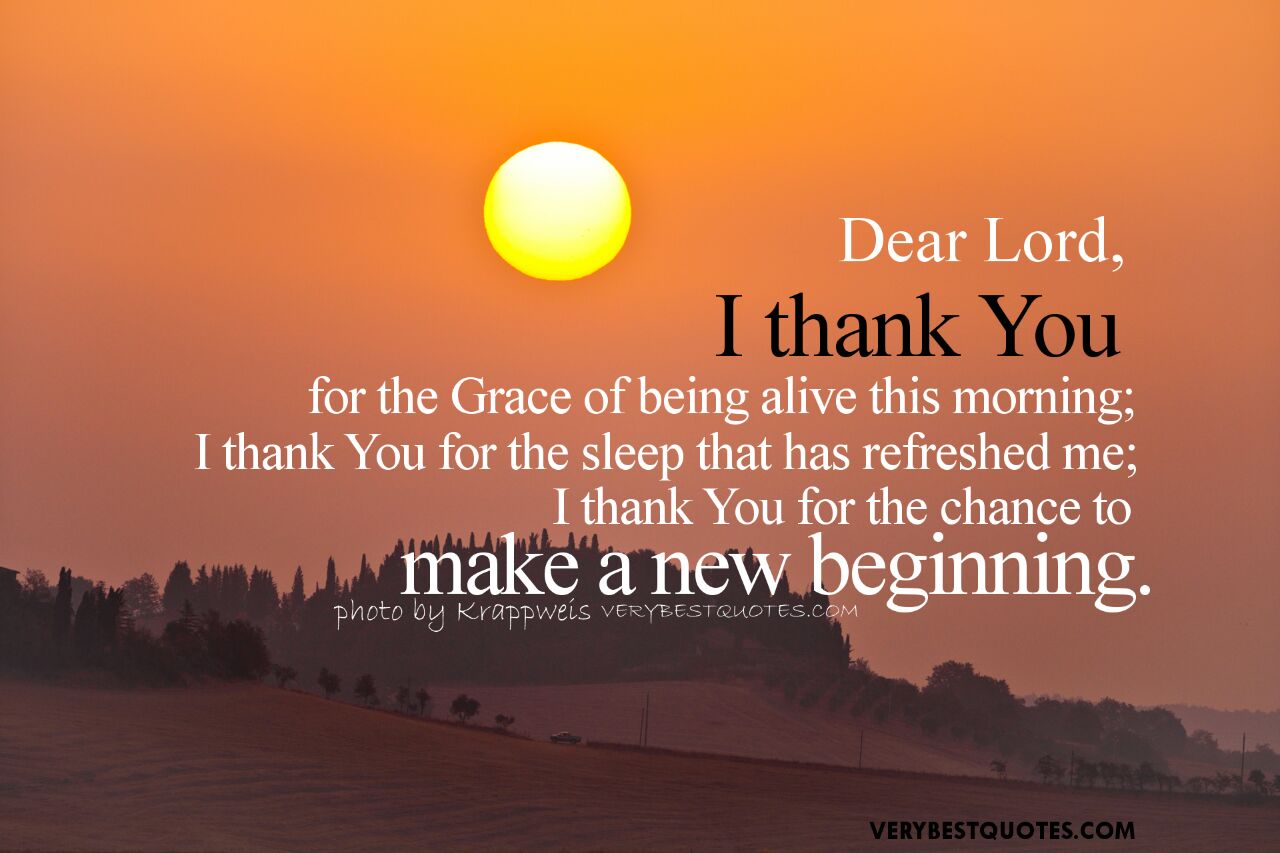 Dear Lord,
I thank You
for the Grace of being alive this morning;
I thank You for the sleep that has refreshed me;
I thank You for the chance to
make a new beginning.
photo by Krappweis VERYBESTQUOTES.COM
VERYBESTQUOTES.COM